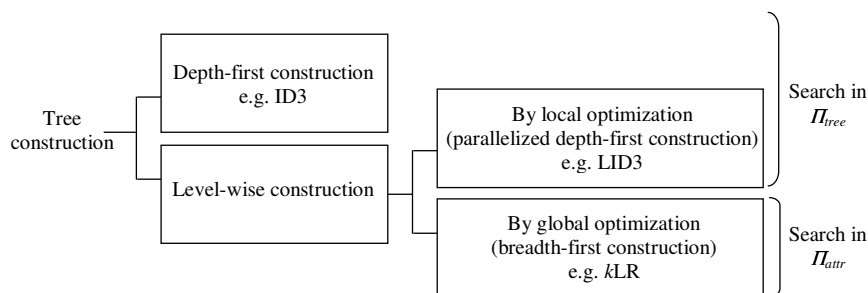 Tree
construction
Depth-first construction
e.g. ID3
Level-wise construction
By local optimization
(parallelized depth-first construction)
e.g. LID3
By global optimization
(breadth-first construction)
e.g. kLR
Search in
Πtree
Search in
Πattr